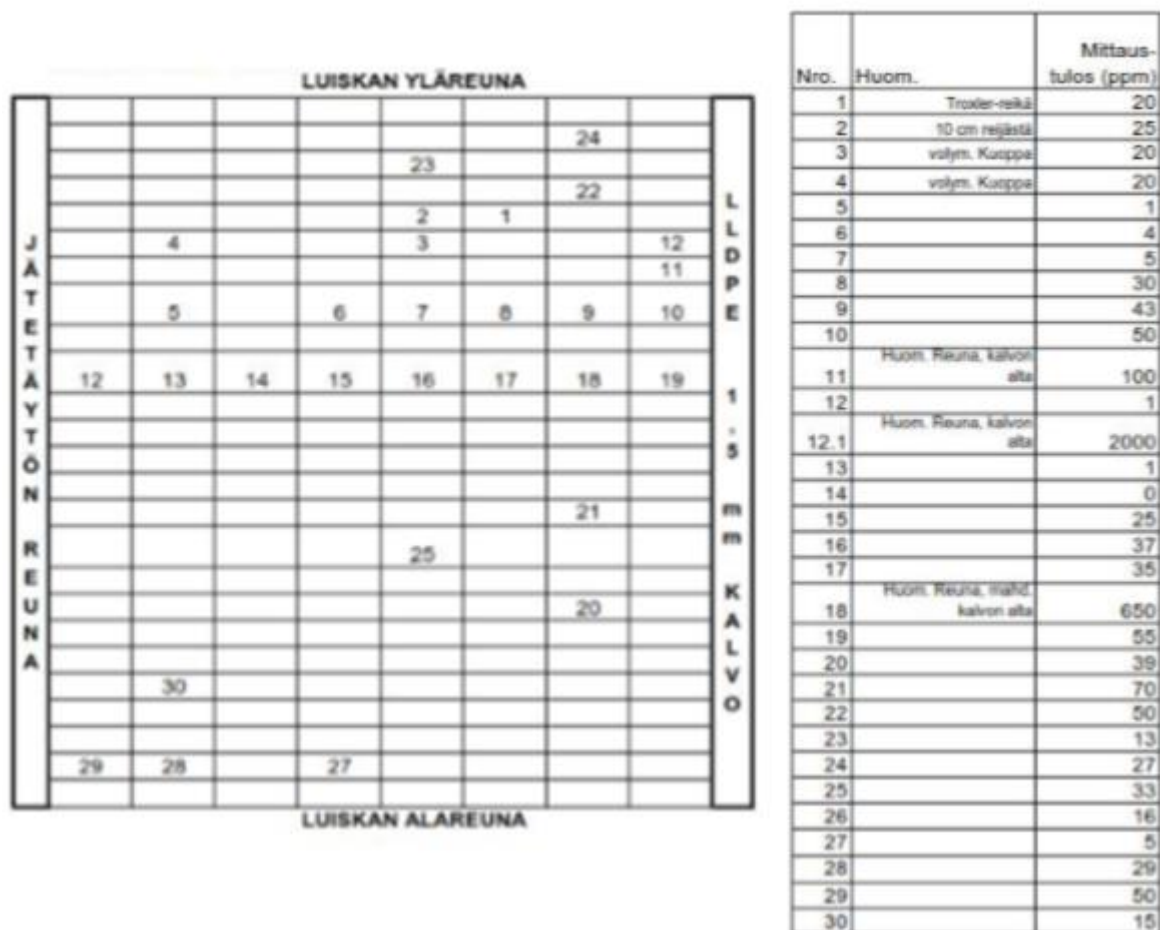 LUISKAN YLÄREUNA
JÄTETÄYTÖN REUNA
24
23
22
2 1
4 3 12
11
5 6 7 8 9 10
12 13 14 15 16 17 18 19
21
25
20
30
29 28 27
LLDPE 1.5 mm KALVO
LUISKAN ALAREUNA
Nro. Huom. Mittaus-
tulos (ppm)
1 Troxler-reikä 20
2 10 cm reijästä 25
3 volym. Kuoppa 20
4 volym. Kuoppa 20
5 1
6 4
7 5
8 30
9 43
10 50
Huom. Reuna, kalvon
11 alta 100
12 1
Huom. Reuna, kalvon
12.1 alta 2000
13 1
14 0
15 25
16 37
17 35
Huom. Reuna, mahd.
18 kalvon alta 650
19 55
20 39
21 70
22 50
23 13
24 27
25 33
26 16
27 5
28 29
29 50
30 15